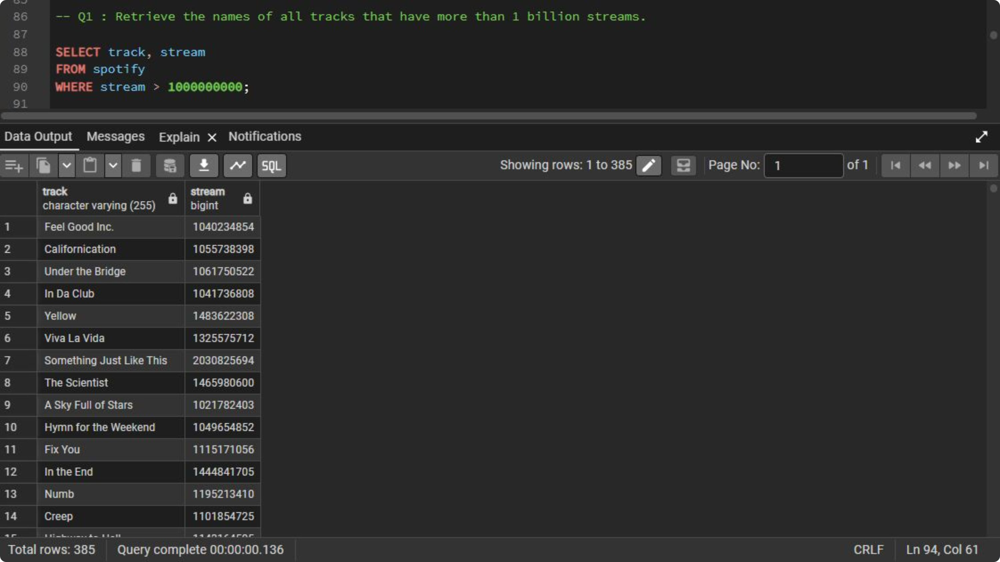 86 -- Q1 : Retrieve the names of all tracks that have more than 1 billion streams.
87
88 SELECT track, stream
89 FROM spotify
90 WHERE stream > 1000000000;
91
Data Output Messages Explain × Notifications
SQL Showing rows: 1 to 385 Page No: 1 of 1
track stream
character varying (255) bigint
1 Feel Good Inc. 1040234854
2 Californication 1055738398
3 Under the Bridge 1061750522
4 In Da Club 1041736808
5 Yellow 1483622308
6 Viva La Vida 1325575712
7 Something Just Like This 2030825694
8 The Scientist 1465980600
9 A Sky Full of Stars 1021782403
10 Hymn for the Weekend 1049654852
11 Fix You 1115171056
12 In the End 1444841705
13 Numb 1195213410
14 Creep 1101854725
Total rows: 385 Query complete 00:00:00.136 CRLF Ln 94, Col 61